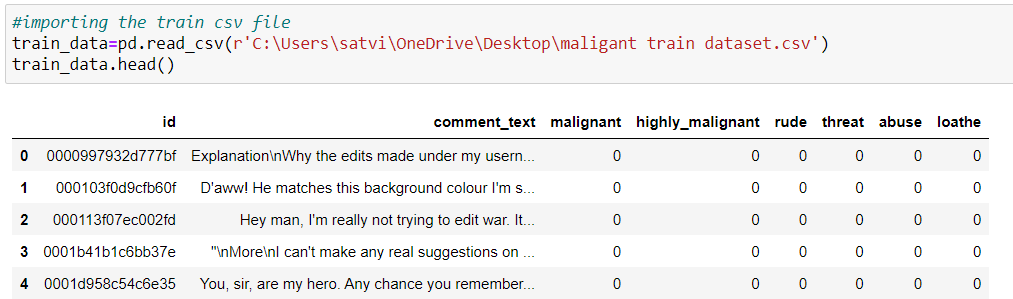 #importing the train csv file
train_data=pd.read_csv(r'C:\Users\satvi\OneDrive\Desktop\maligant train dataset.csv')
train_data.head()
id comment_text malignant highly_malignant rude threat abuse loathe
0 0000997932d777bf Explanation\nWhy the edits made under my usern... 0 0 0 0 0 0
1 000103f0d9cfb60f D'aww! He matches this background colour I'm s... 0 0 0 0 0 0
2 000113f07ec002fd Hey man, I'm really not trying to edit war. It... 0 0 0 0 0 0
3 0001b41b1c6bb37e "\nMore\nI can't make any real suggestions on ... 0 0 0 0 0 0
4 0001d958c54c6e35 You, sir, are my hero. Any chance you remember... 0 0 0 0 0 0